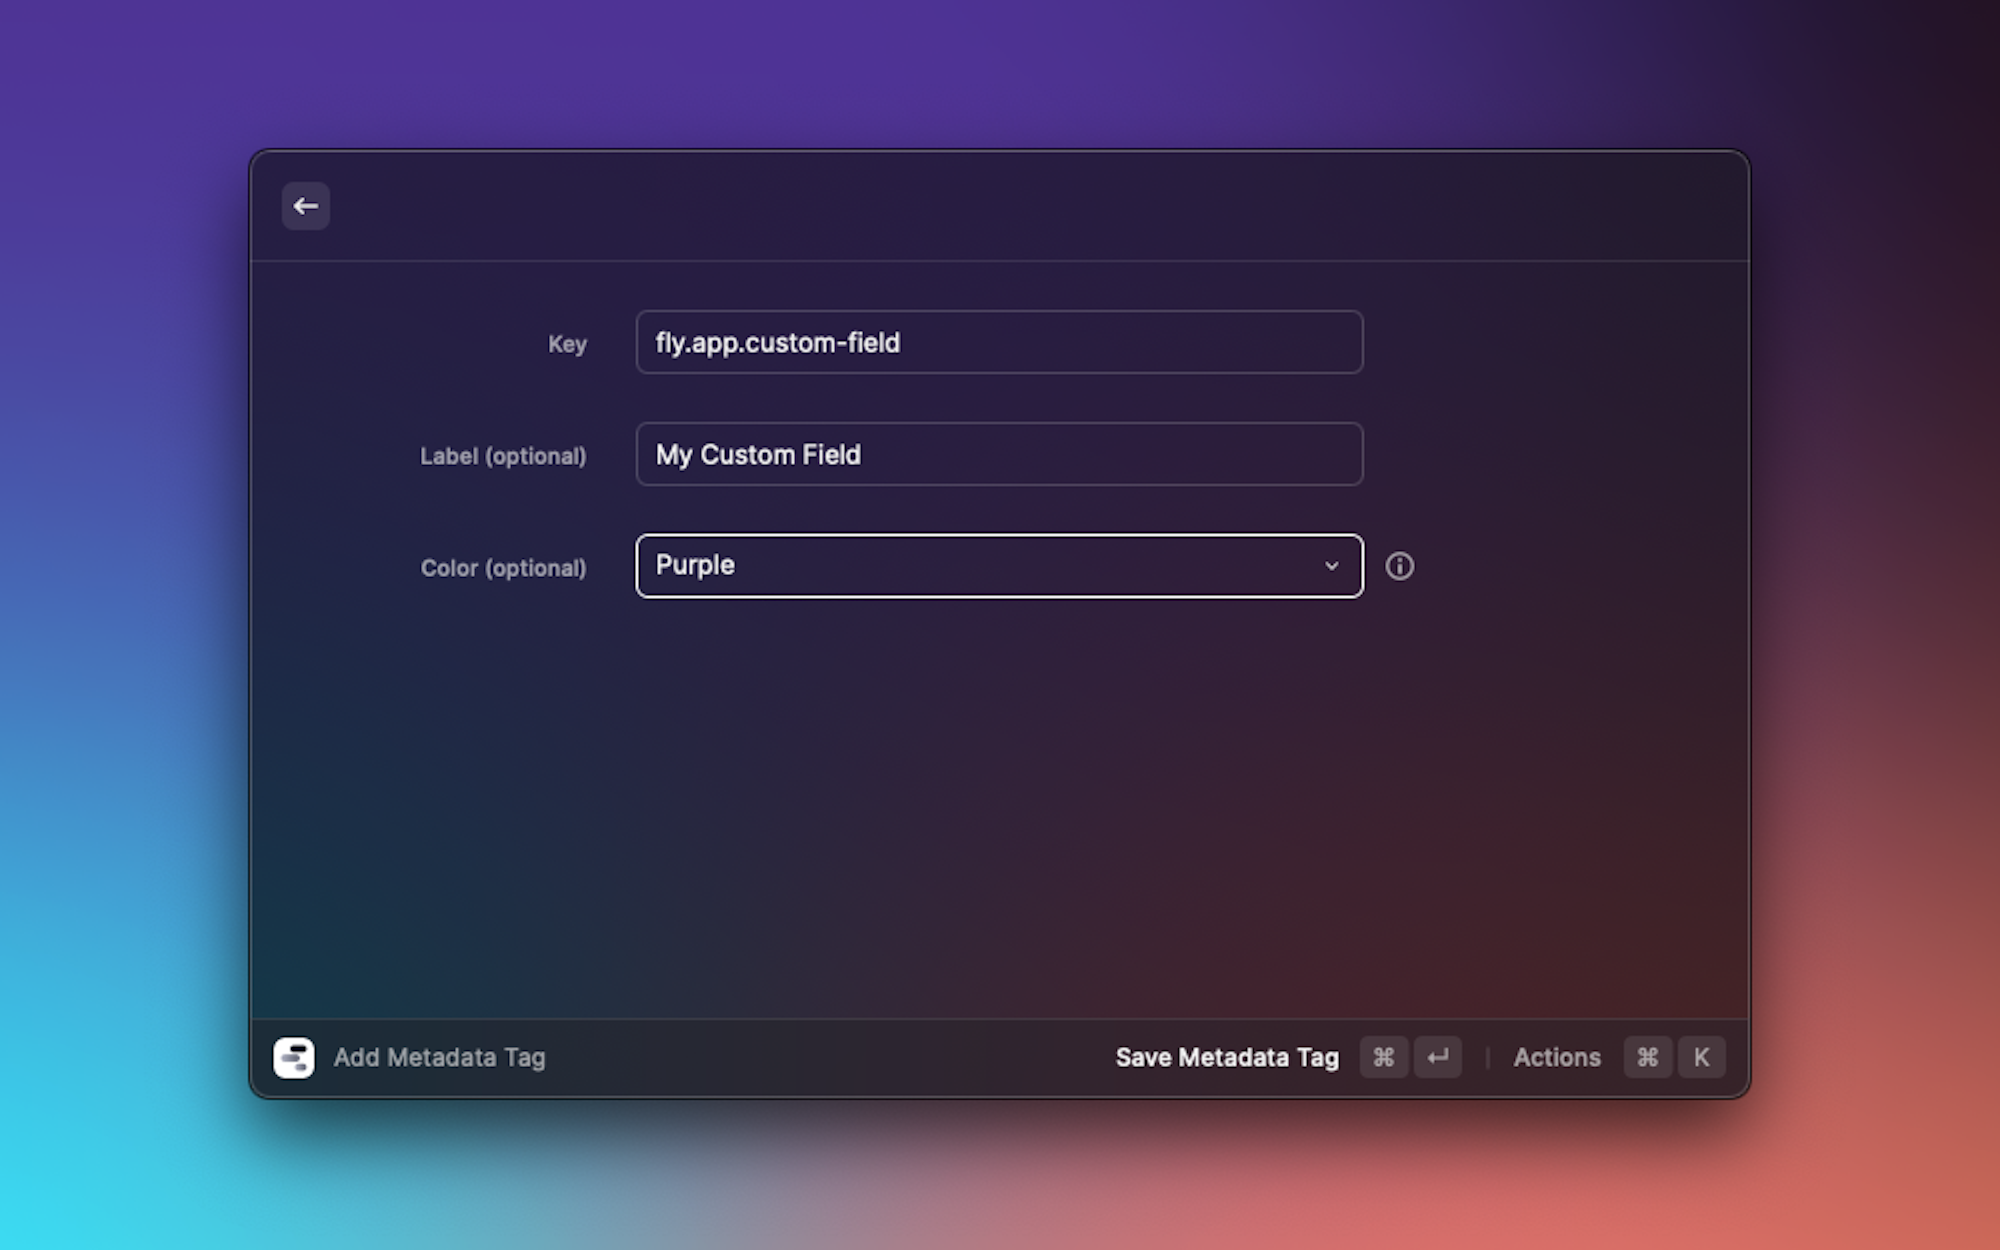 Key
fly.app.custom-field
Label (optional)
My Custom Field
Color (optional)
Purple
Add Metadata Tag
Save Metadata Tag ⌘ ↵ | Actions ⌘ K